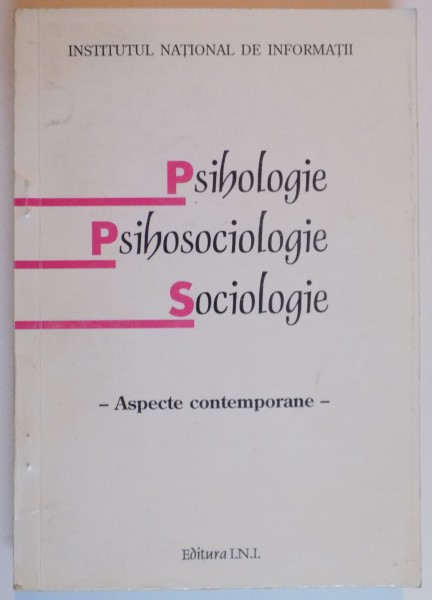 INSTITUTUL NAȚIONAL DE INFORMAȚII
Psihologie
Psihosociologie
Sociologie
– Aspecte contemporane –
Editura I.N.I.